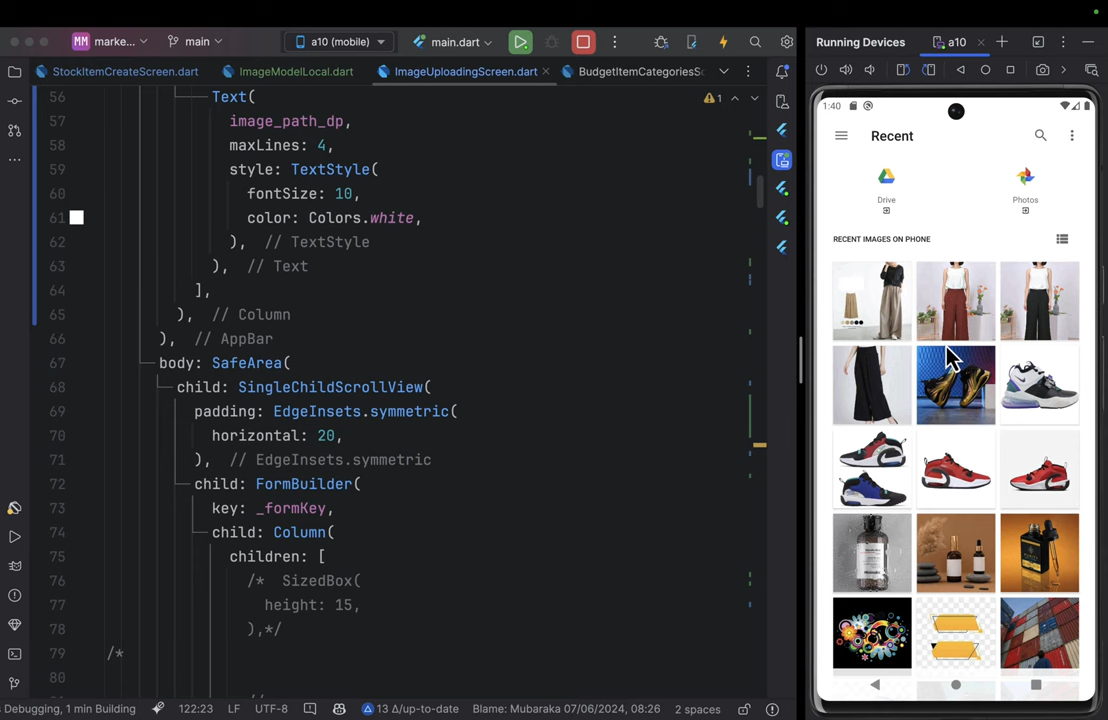 MM marke...
main
a10 (mobile)
main.dart
Running Devices
a10
StockItemCreateScreen.dart
ImageModelLocal.dart
ImageUploadingScreen.dart
BudgetItemCategoriesSc
56 Text(
57 image_path_dp,
58 maxLines: 4,
59 style: TextStyle(
60 fontSize: 10,
61 color: Colors.white,
62 ), // TextStyle
63 ), // Text
64 ],
65 ), // Column
66 ), // AppBar
67 body: SafeArea(
68 child: SingleChildScrollView(
69 padding: EdgeInsets.symmetric(
70 horizontal: 20,
71 ), // EdgeInsets.symmetric
72 child: FormBuilder(
73 key: _formKey,
74 child: Column(
75 children: [
76 /* SizedBox(
77 height: 15,
78 ),*/
79 /*
80
1
1:40
Recent
Drive
Photos
RECENT IMAGES ON PHONE
Debugging, 1 min Building
122:23
LF
UTF-8
13 Δ/up-to-date
Blame: Mubaraka 07/06/2024, 08:26
2 spaces